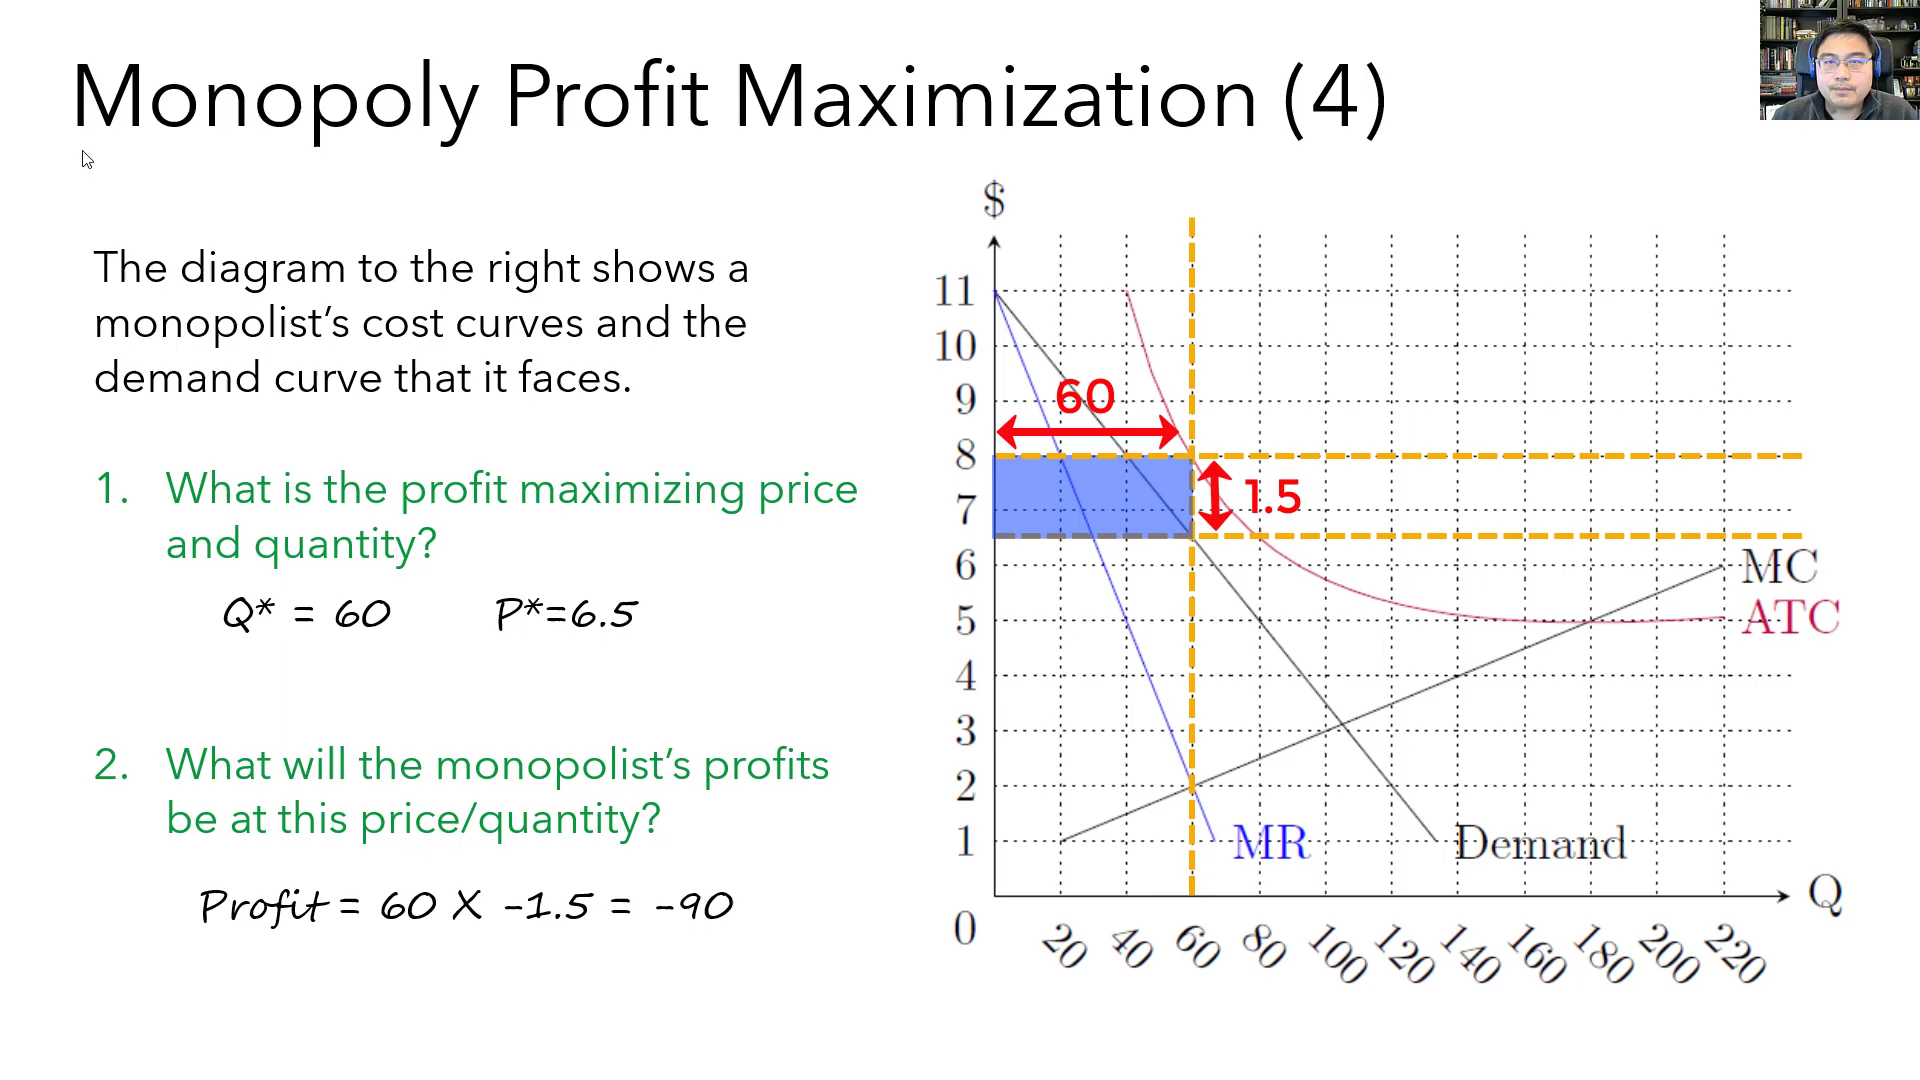 Monopoly Profit Maximization (4)
The diagram to the right shows a
monopolist's cost curves and the
demand curve that it faces.
1. What is the profit maximizing price
and quantity?
Q* = 60 P*=6.5
2. What will the monopolist's profits
be at this price/quantity?
Profit = 60 X -1.5 = -90
$
11
10
9
8
7
6
5
4
3
2
1
0
60
1.5
MC
ATC
MR
Demand
Q
20 40 60 80 100 120 140 160 180 200 220